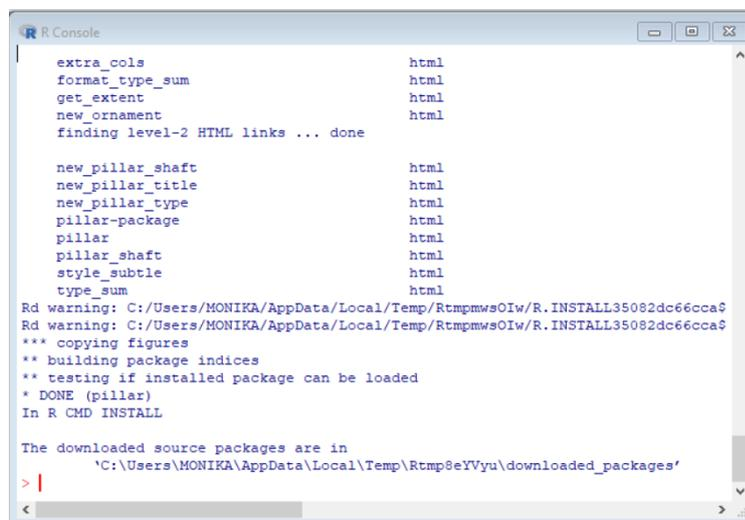 R Console
extra_cols html
format_type_sum html
get_extent html
new_ornament html
finding level-2 HTML links ... done
new_pillar_shaft html
new_pillar_title html
new_pillar_type html
pillar-package html
pillar html
pillar_shaft html
style_subtle html
type_sum html
Rd warning: C:/Users/MONIKA/AppData/Local/Temp/RtmpmwsOIw/R.INSTALL35082dc66cca$
Rd warning: C:/Users/MONIKA/AppData/Local/Temp/RtmpmwsOIw/R.INSTALL35082dc66cca$
*** copying figures
** building package indices
** testing if installed package can be loaded
* DONE (pillar)
In R CMD INSTALL
The downloaded source packages are in
‘C:\Users\MONIKA\AppData\Local\Temp\Rtmp8eYVyu\downloaded_packages’
>